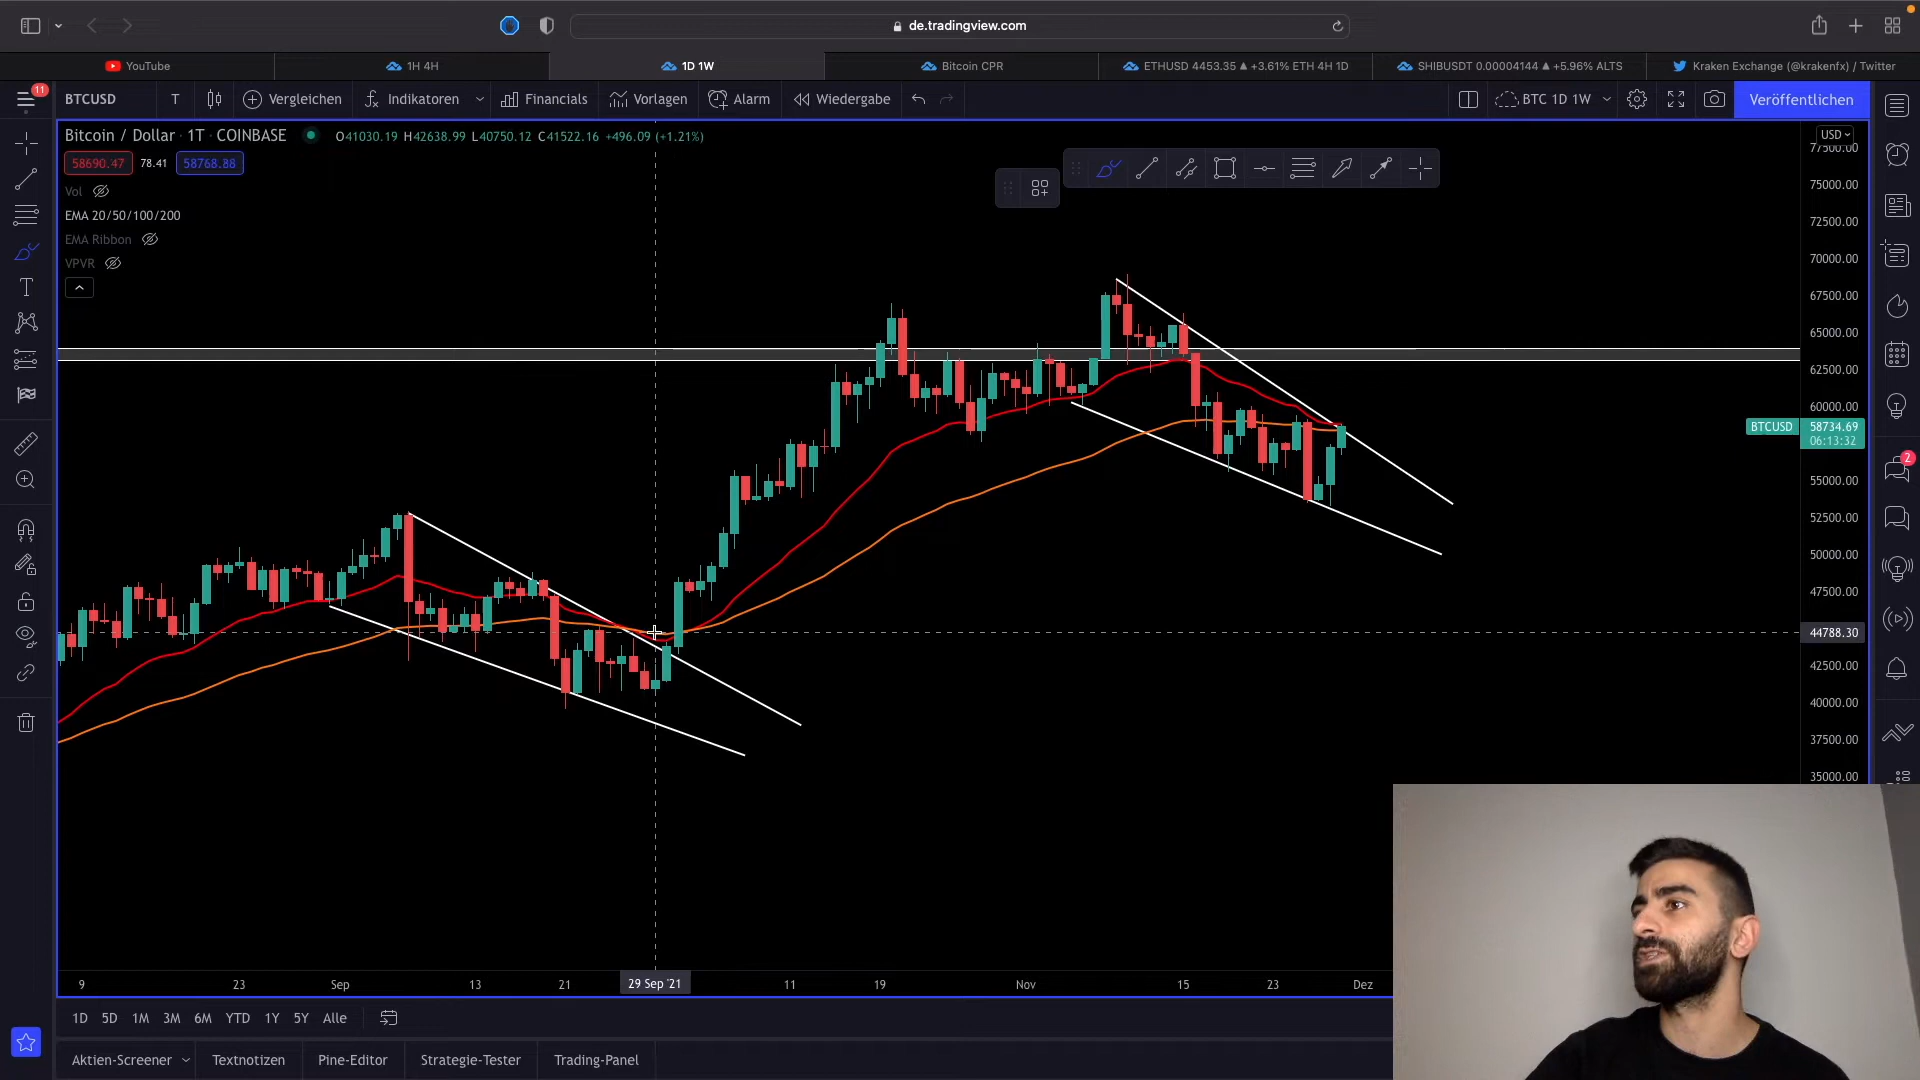 de.tradingview.com
YouTube
1H 4H
1D 1W
Bitcoin CPR
ETHUSD 4453.35 ▲ +3.61% ETH 4H 1D
SHIBUSDT 0.00004144 ▲ +5.96% ALTS
Kraken Exchange (@krakenfx) / Twitter
11
BTCUSD
T
Vergleichen
Indikatoren
Financials
Vorlagen
Alarm
Wiedergabe
BTC 1D 1W
Veröffentlichen
Bitcoin / Dollar · 1T · COINBASE
O41030.19 H42638.99 L40750.12 C41522.16 +496.09 (+1.21%)
USD
58690.47
78.41
58768.88
Vol
EMA 20/50/100/200
EMA Ribbon
VPVR
77500.00
75000.00
72500.00
70000.00
67500.00
65000.00
62500.00
60000.00
BTCUSD
58734.69
06:13:32
55000.00
52500.00
50000.00
47500.00
44788.30
42500.00
40000.00
37500.00
35000.00
2
9
23
Sep
13
21
29 Sep '21
11
19
Nov
15
23
Dez
1D 5D 1M 3M 6M YTD 1Y 5Y Alle
Aktien-Screener
Textnotizen
Pine-Editor
Strategie-Tester
Trading-Panel